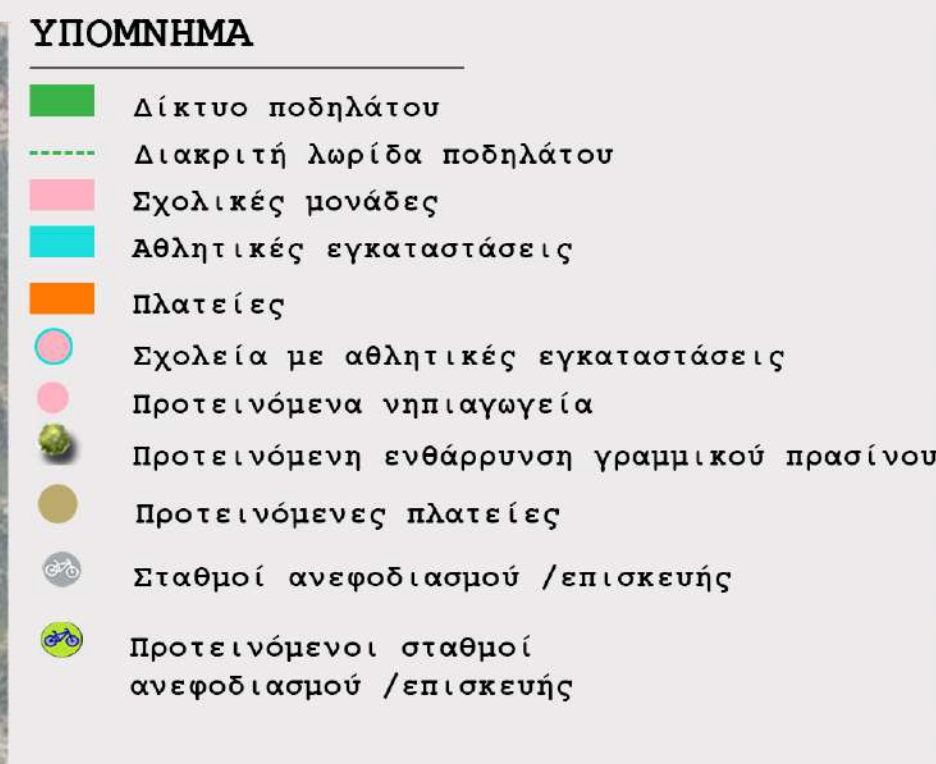 ΥΠΟΜΝΗΜΑ
Δίκτυο ποδηλάτου
Διακριτή λωρίδα ποδηλάτου
Σχολικές μονάδες
Αθλητικές εγκαταστάσεις
Πλατείες
Σχολεία με αθλητικές εγκαταστάσεις
Προτεινόμενα νηπιαγωγεία
Προτεινόμενη ενθάρρυνση γραμμικού πρασίνου
Προτεινόμενες πλατείες
Σταθμοί ανεφοδιασμού /επισκευής
Προτεινόμενοι σταθμοί
ανεφοδιασμού /επισκευής